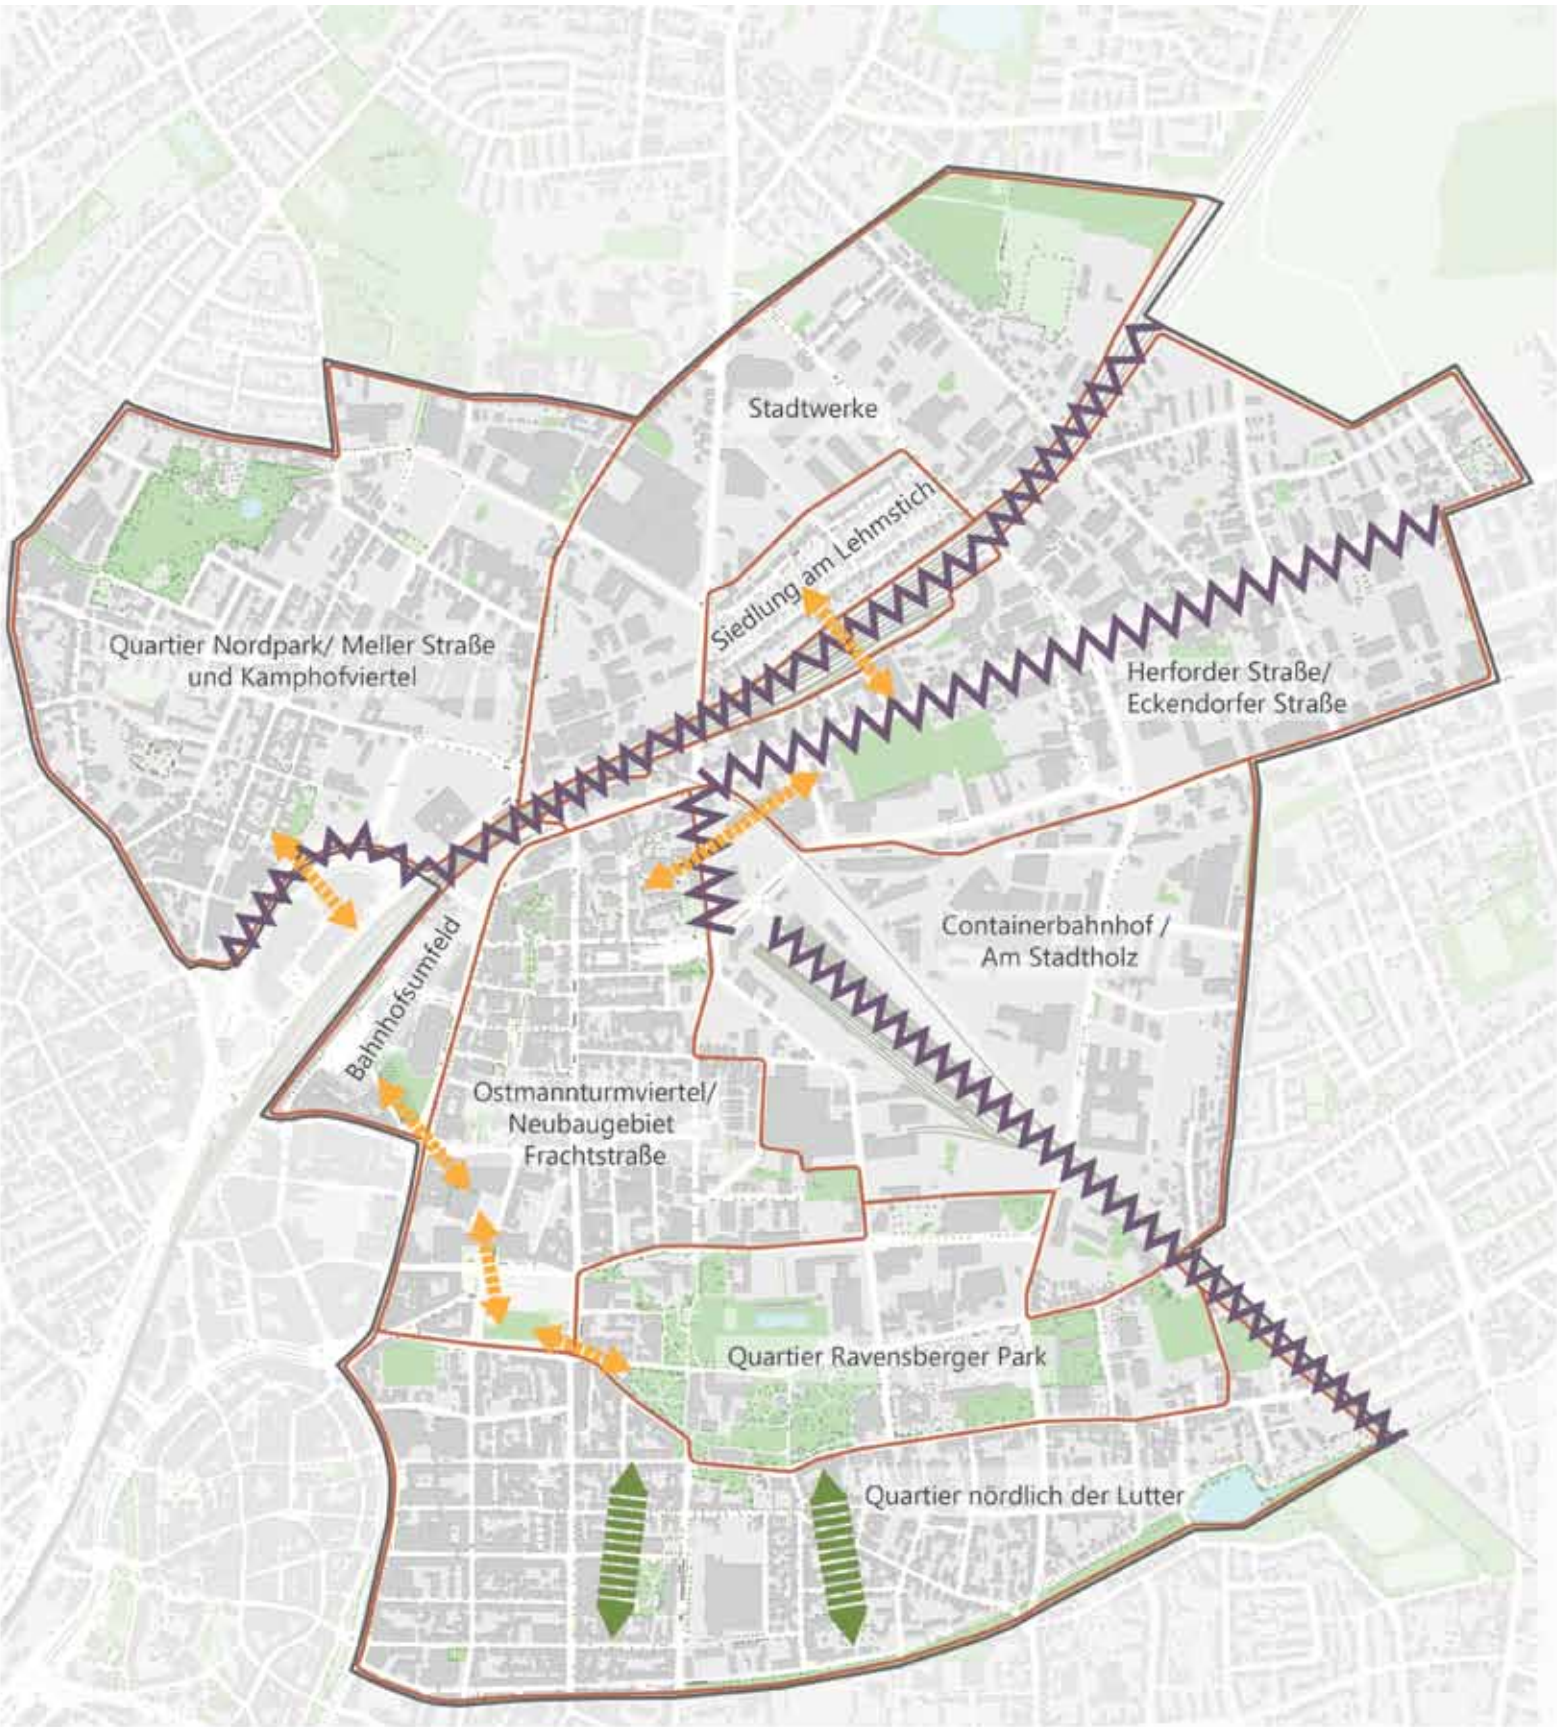 Stadtwerke
Siedlung am Lehmstich
Quartier Nordpark/ Meller Straße
und Kamphofviertel
Herforder Straße/
Eckendorfer Straße
Containerbahnhof /
Am Stadtholz
Bahnhofsumfeld
Ostmannturmviertel/
Neubaugebiet
Frachtstraße
Quartier Ravensberger Park
Quartier nördlich der Lutter